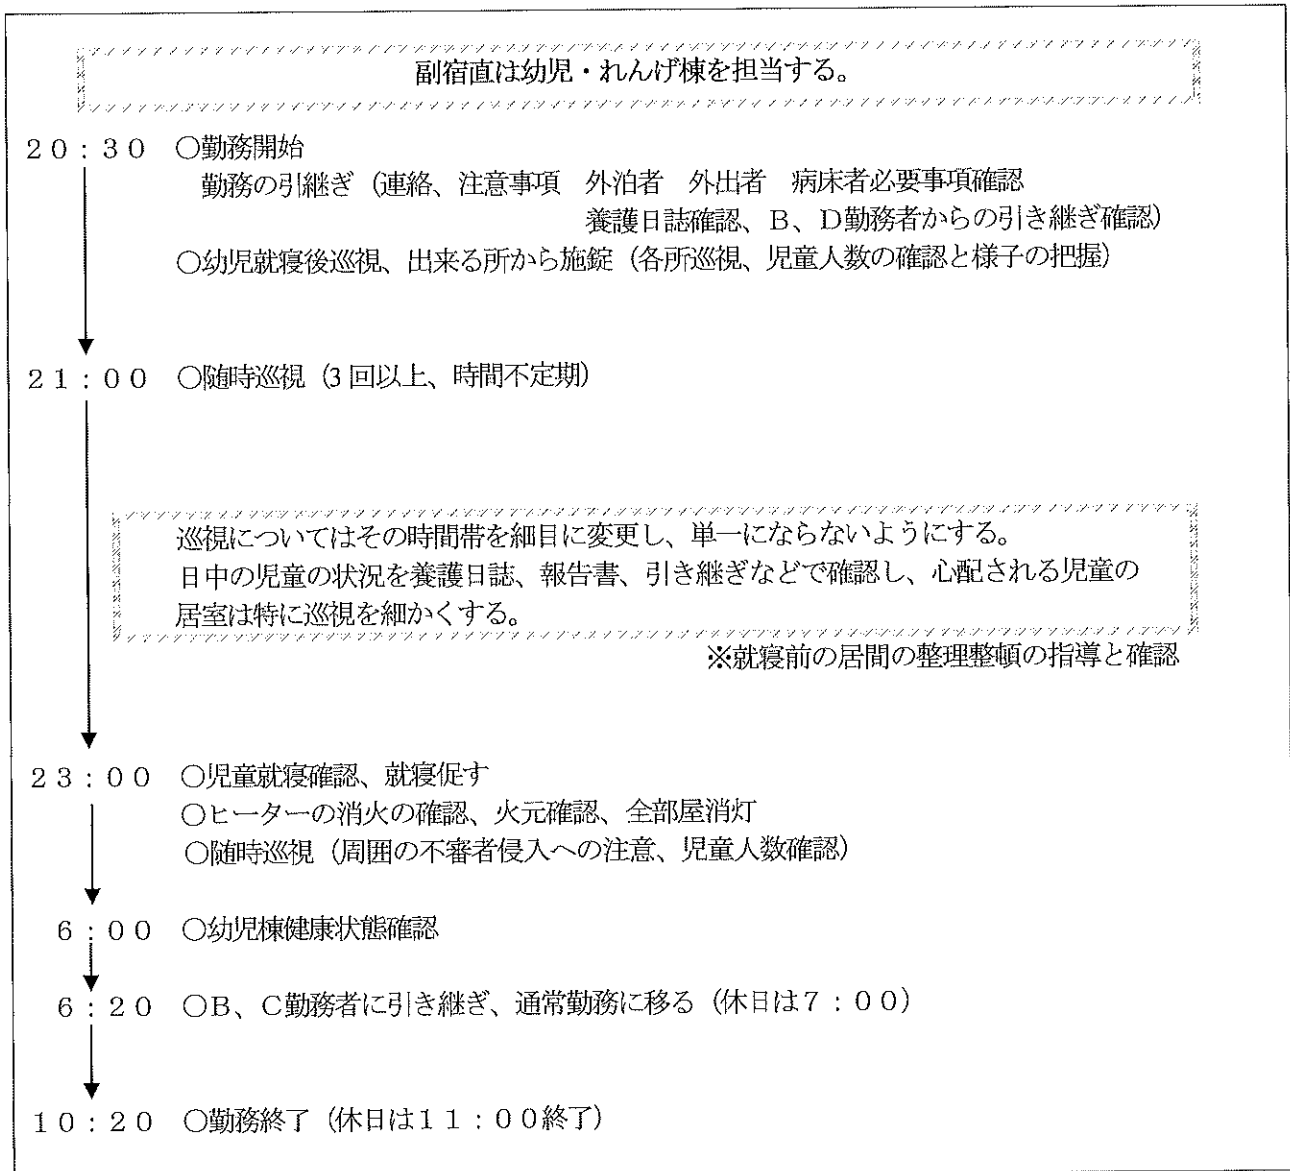 副宿直は幼児・れんげ棟を担当する。
20:30 ○勤務開始
勤務の引継ぎ（連絡、注意事項 外泊者 外出者 病床者必要事項確認
養護日誌確認、B、D勤務者からの引き継ぎ確認）
○幼児就寝後巡視、出来る所から施錠（各所巡視、児童人数の確認と様子の把握）
21:00 ○随時巡視（3回以上、時間不定期）
巡視についてはその時間帯を細目に変更し、単一にならないようにする。
日中の児童の状況を養護日誌、報告書、引き継ぎなどで確認し、心配される児童の
居室は特に巡視を細かくする。
※就寝前の居間の整理整頓の指導と確認
23:00 ○児童就寝確認、就寝促す
○ヒーターの消火の確認、火元確認、全部屋消灯
○随時巡視（周囲の不審者侵入への注意、児童人数確認）
6:00 ○幼児棟健康状態確認
6:20 ○B、C勤務者に引き継ぎ、通常勤務に移る（休日は7:00）
10:20 ○勤務終了（休日は11:00終了）